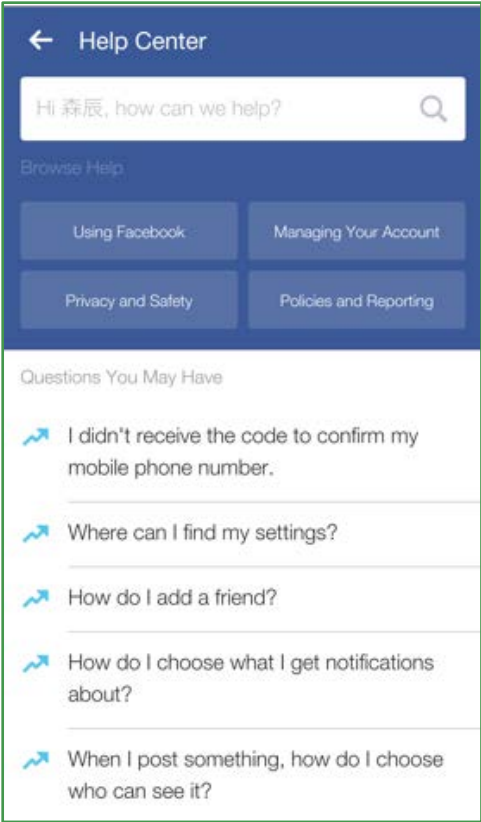 Help Center
Hi 森辰, how can we help?
Browse Help
Using Facebook
Managing Your Account
Privacy and Safety
Policies and Reporting
Questions You May Have
I didn't receive the code to confirm my
mobile phone number.
Where can I find my settings?
How do I add a friend?
How do I choose what I get notifications
about?
When I post something, how do I choose
who can see it?